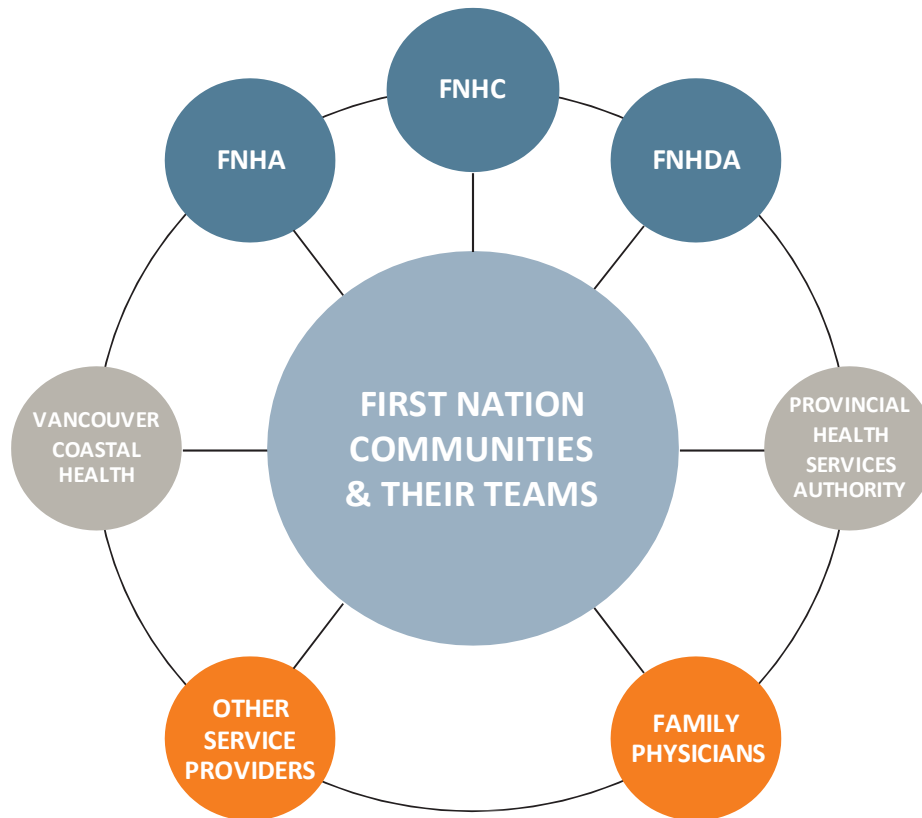 FNHC
FNHA
FNHDA
FIRST NATION
COMMUNITIES
& THEIR TEAMS
VANCOUVER
COASTAL
HEALTH
PROVINCIAL
HEALTH
SERVICES
AUTHORITY
OTHER
SERVICE
PROVIDERS
FAMILY
PHYSICIANS